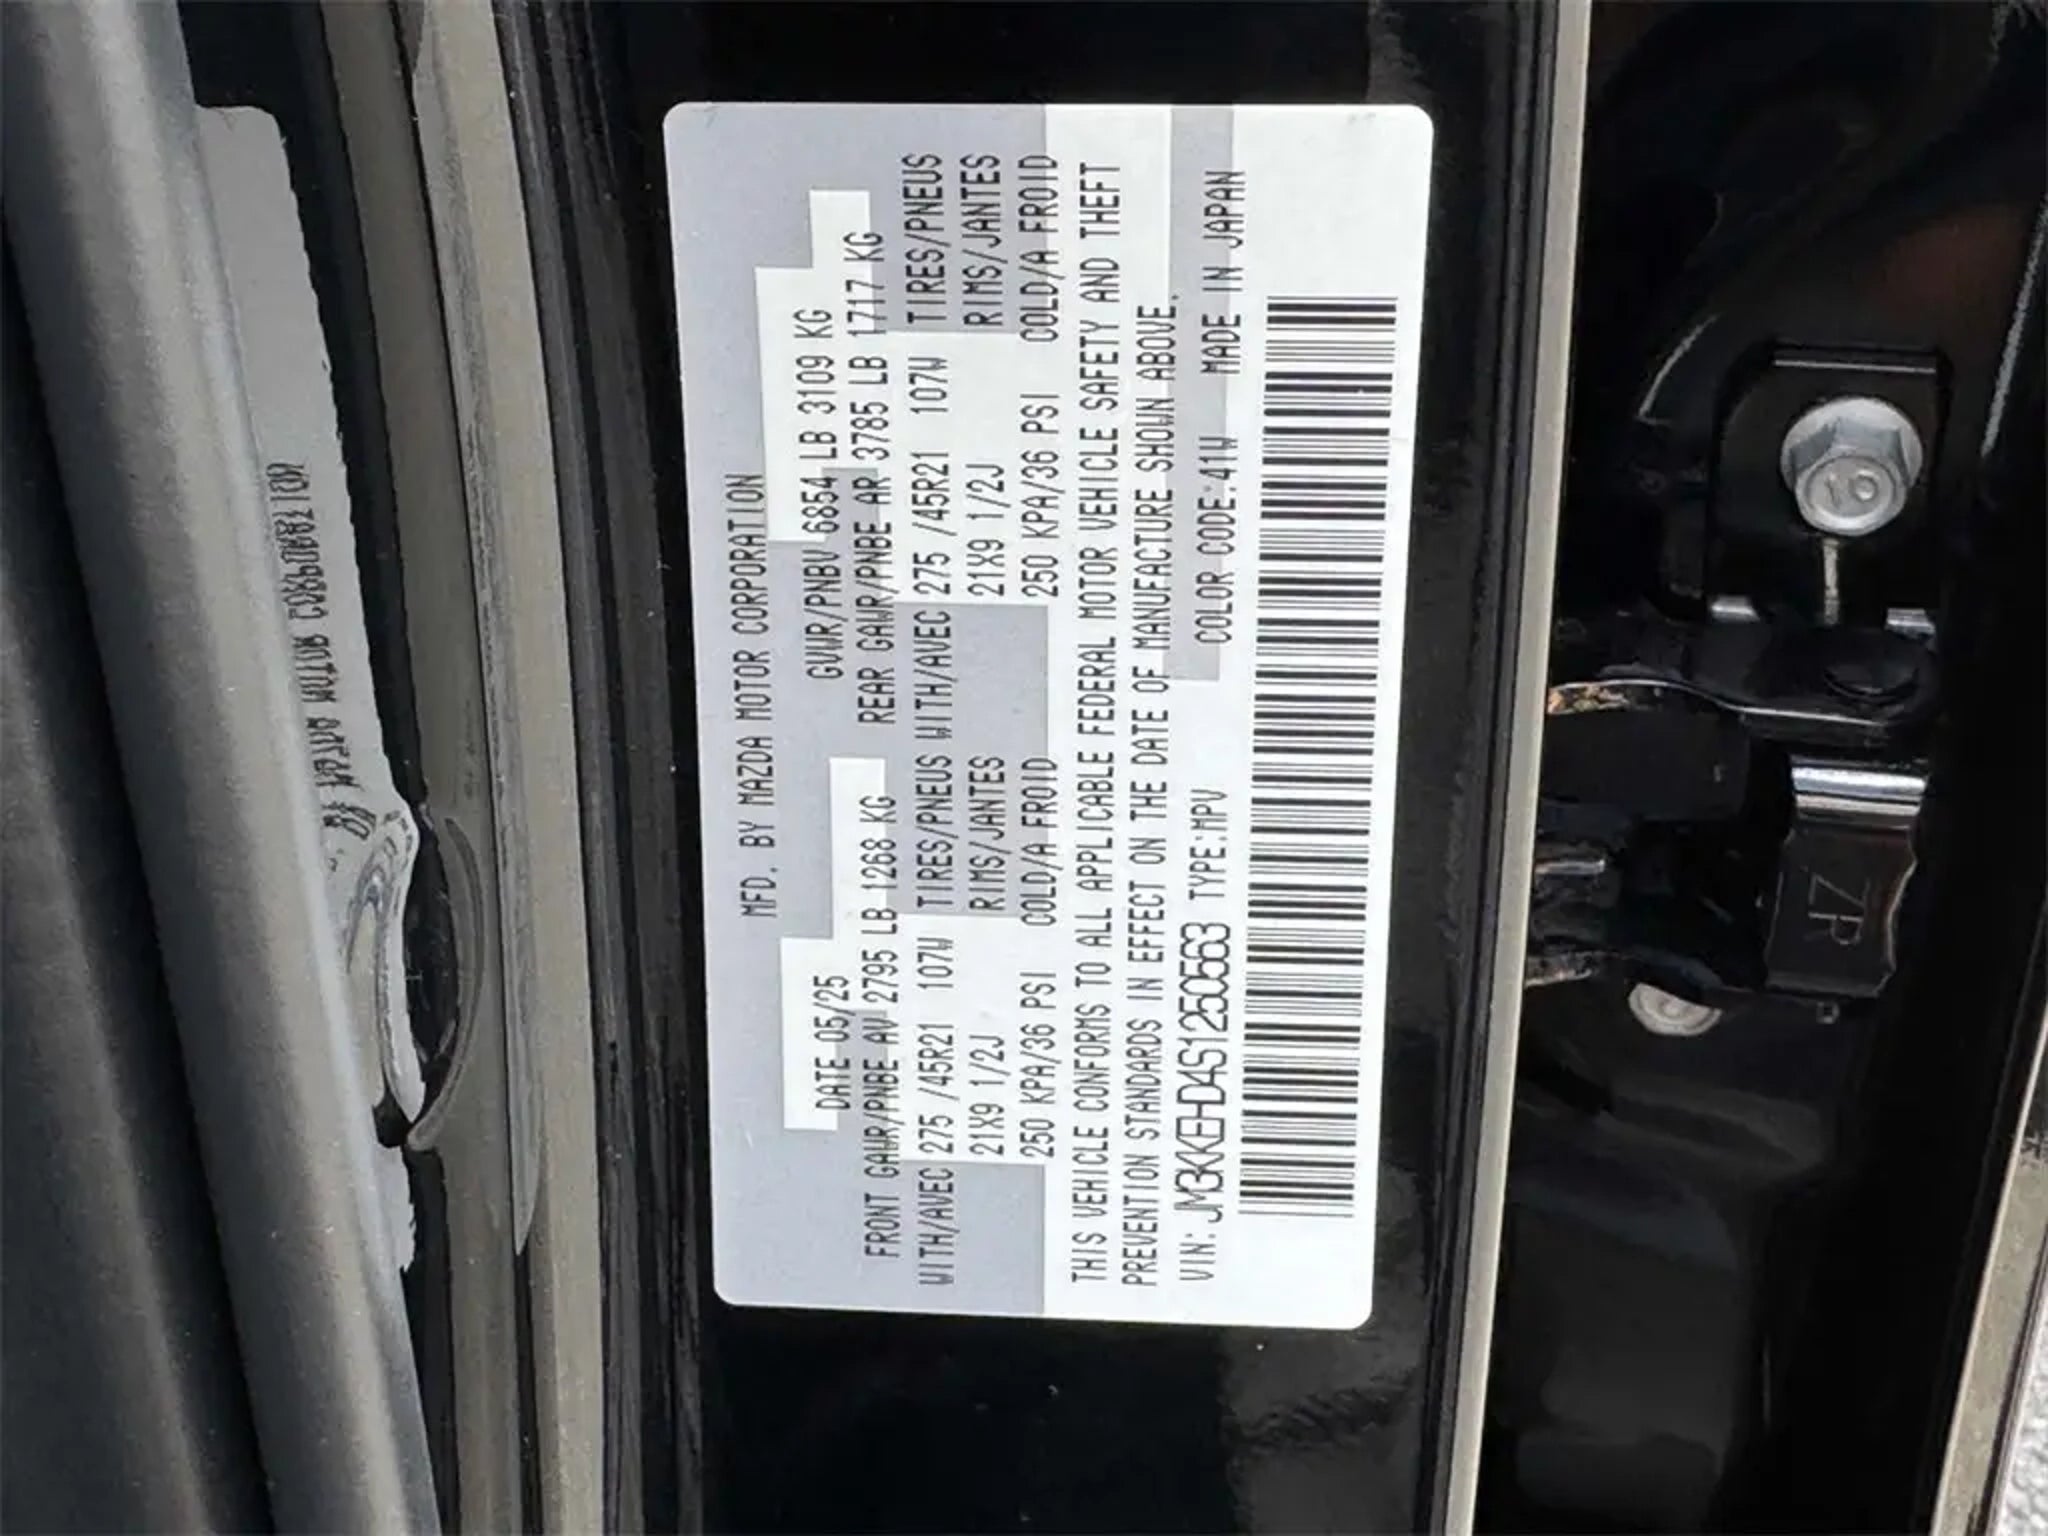 MFD. BY MAZDA MOTOR CORPORATION
DATE 05/25 GVWR/PNBV 6854 LB 3109 KG
FRONT GAWR/PNBE AV 2795 LB 1268 KG REAR GAWR/PNBE AR 3785 LB 1717 KG
WITH/AVEC 275 /45R21 107W TIRES/PNEUS WITH/AVEC 275 /45R21 107W TIRES/PNEUS
21X9 1/2J RIMS/JANTES 21X9 1/2J RIMS/JANTES
250 KPA/36 PSI COLD/A FROID 250 KPA/36 PSI COLD/A FROID
THIS VEHICLE CONFORMS TO ALL APPLICABLE FEDERAL MOTOR VEHICLE SAFETY AND THEFT
PREVENTION STANDARDS IN EFFECT ON THE DATE OF MANUFACTURE SHOWN ABOVE.
VIN: JM3KKEHD4S1250563 TYPE:MPV COLOR CODE:41W MADE IN JAPAN
10
ZR